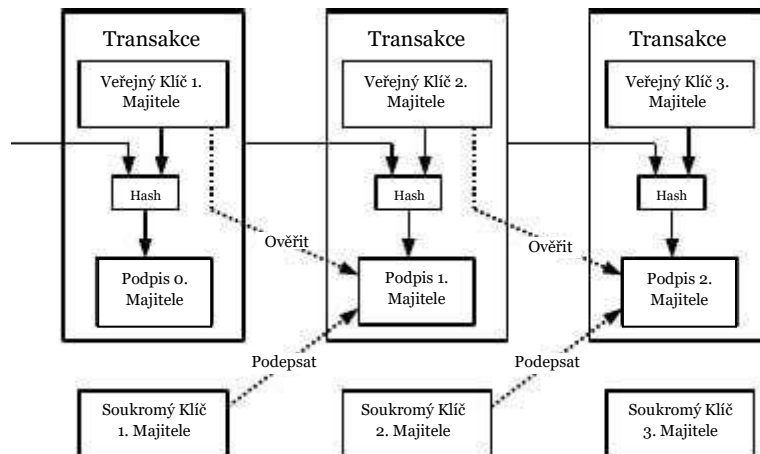 Transakce
Veřejný Klíč 1.
Majitele
Hash
Podpis 0.
Majitele
Transakce
Veřejný Klíč 2.
Majitele
Hash
Ověřit
Podpis 1.
Majitele
Transakce
Veřejný Klíč 3.
Majitele
Hash
Ověřit
Podpis 2.
Majitele
Podepsat
Podepsat
Soukromý Klíč
1. Majitele
Soukromý Klíč
2. Majitele
Soukromý Klíč
3. Majitele